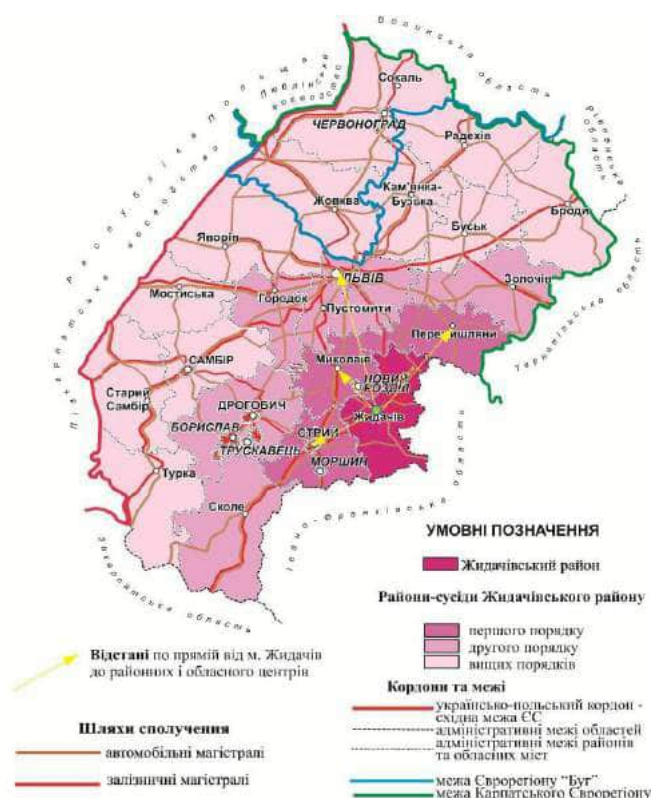 Волинська область
Республіка Польща
Люблінське
воєводство
Рівненська
область
Сокаль
ЧЕРВОНОГРАД
Радехів
Кам'янка-
Бузька
Жовква
Броди
Буськ
Яворів
ЛЬВІВ
Золочів
Мостиська
Городок
Пустомити
Перемишляни
Тернопільська область
Підкарпатське воєводство
САМБІР
Миколаїв
НОВИЙ
РОЗДІЛ
Старий
Самбір
ДРОГОБИЧ
Жидачів
БОРИСЛАВ
СТРИЙ
ТРУСКАВЕЦЬ
МОРШИН
Турка
Сколе
Івано-Франківська область
Закарпатська область
УМОВНІ ПОЗНАЧЕННЯ
Жидачівський район
Райони-сусіди Жидачівського району
першого порядку
другого порядку
вищих порядків
Відстані по прямій від м. Жидачів
до районних і обласного центрів
Кордони та межі
українсько-польський кордон -
східна межа ЄС
адміністративні межі областей
адміністративні межі районів
та обласних міст
межа Єврорегіону "Буг"
межа Карпатського Єврорегіону
Шляхи сполучення
автомобільні магістралі
залізничні магістралі